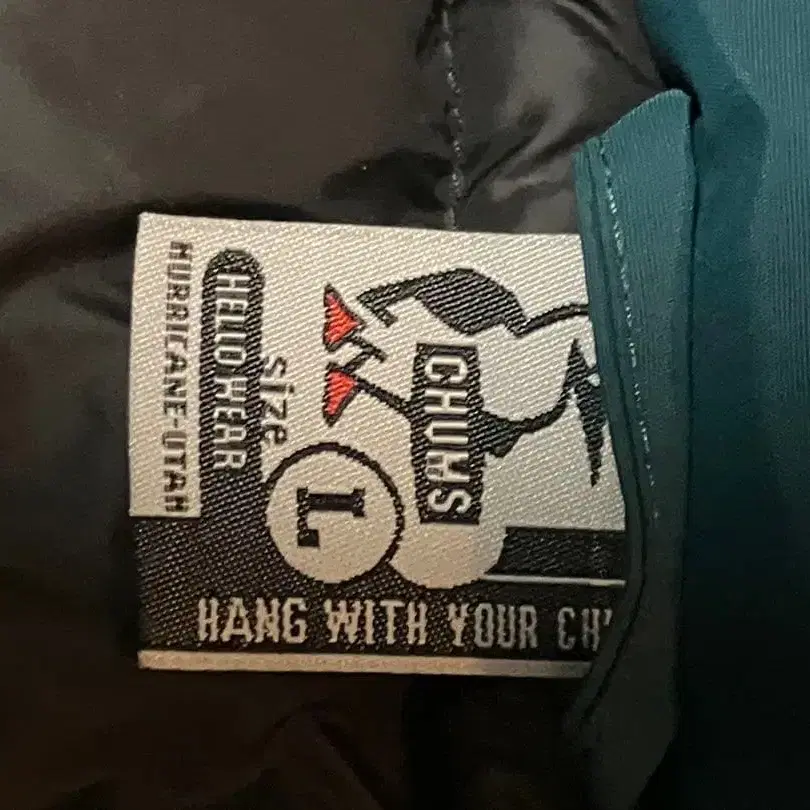 CHUMS
size
L
HELLO WEAR
HURRICANE-UTAH
HANG WITH YOUR CH'